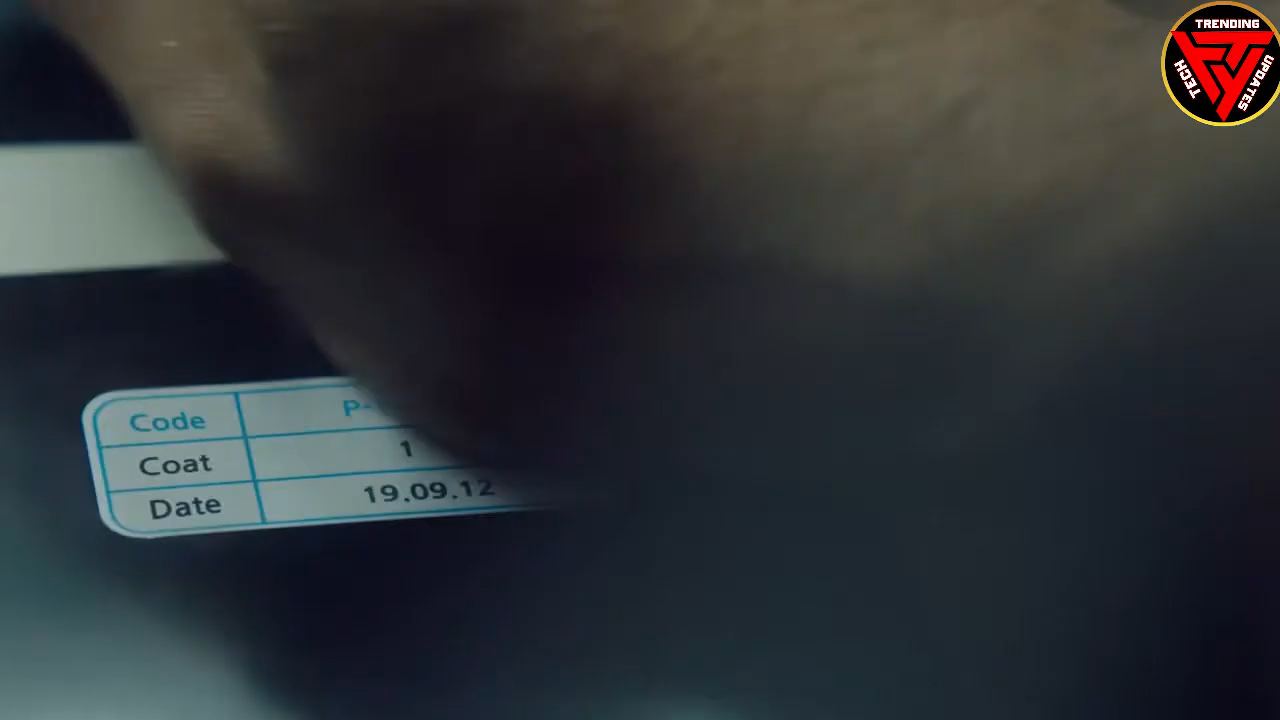 TRENDING
TECH
UPDATES
Code P-
Coat 1
Date 19.09.12